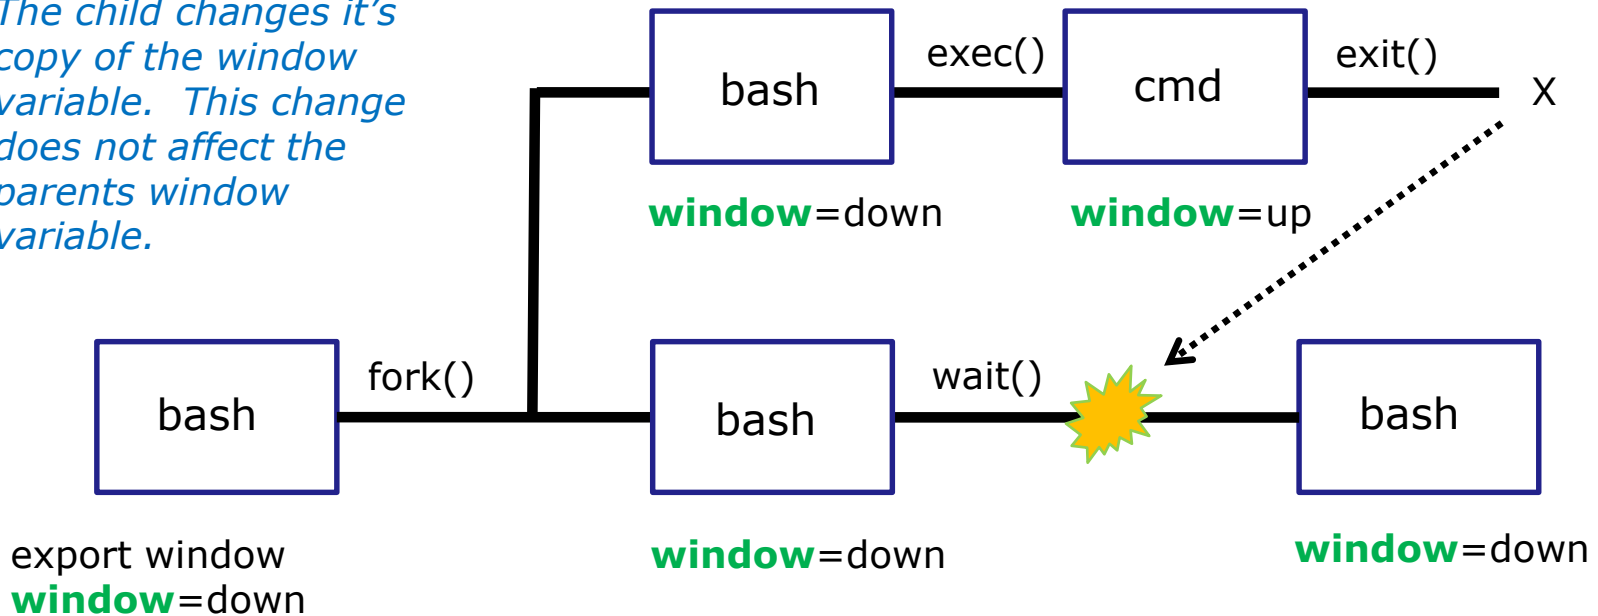 The child changes it’s
copy of the window
variable.  This change
does not affect the
parents window
variable.
bash
exec()
cmd
exit()
X
window=down
window=up
bash
fork()
bash
wait()
bash
export window
window=down
window=down
window=down